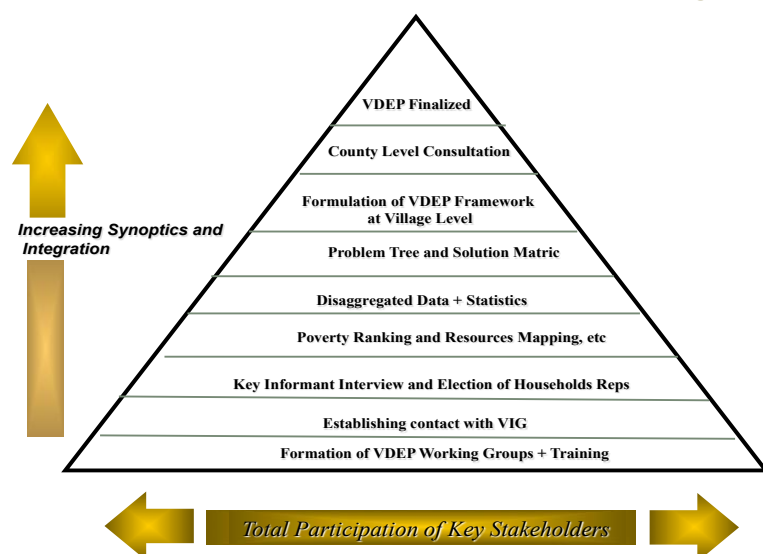 VDEP Finalized
County Level Consultation
Formulation of VDEP Framework
at Village Level
Increasing Synoptics and
Integration
Problem Tree and Solution Matric
Disaggregated Data + Statistics
Poverty Ranking and Resources Mapping, etc
Key Informant Interview and Election of Households Reps
Establishing contact with VIG
Formation of VDEP Working Groups + Training
Total Participation of Key Stakeholders